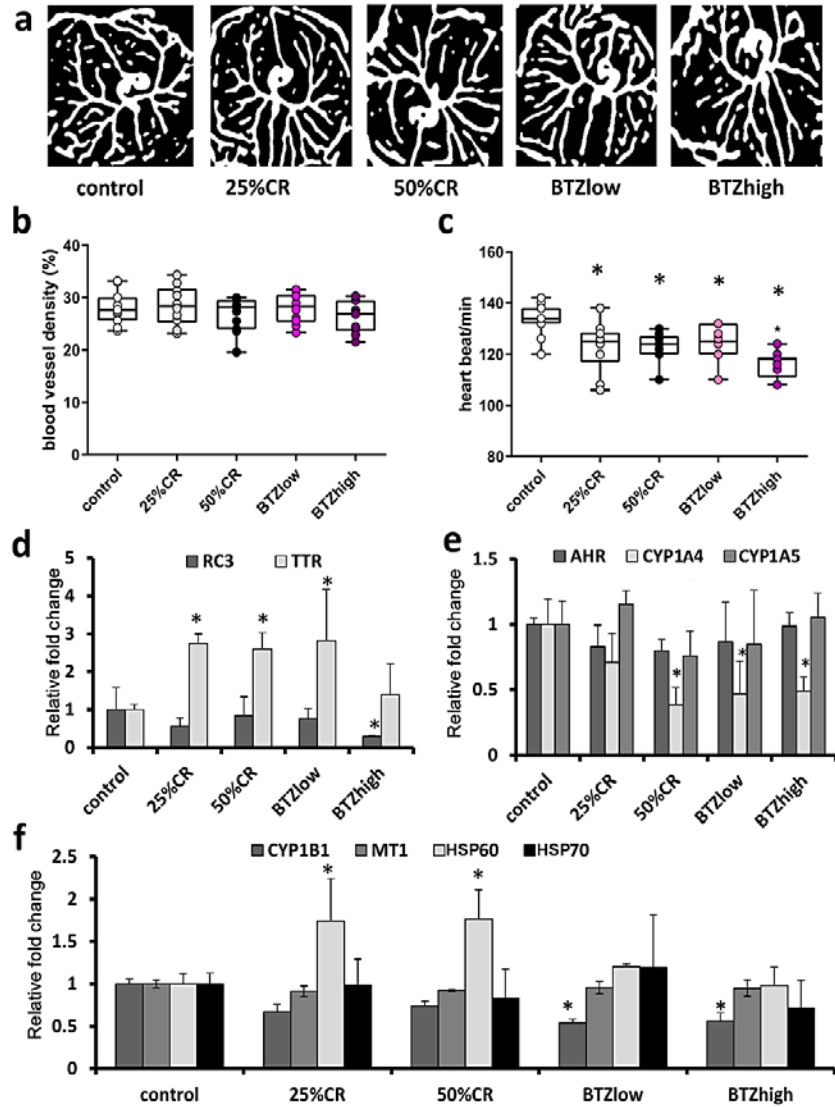 a
control 25%CR 50%CR BTZlow BTZhigh
b
blood vessel density (%)
40
30
20
10
0
control 25%CR 50%CR BTZlow BTZhigh
c
heart beat/min
160
140
120
100
80
* * * * *
control 25%CR 50%CR BTZlow BTZhigh
d
RC3 TTR
Relative fold change
5
4
3
2
1
0
* * * *
control 25%CR 50%CR BTZlow BTZhigh
e
AHR CYP1A4 CYP1A5
Relative fold change
1.5
1
0.5
0
* * *
control 25%CR 50%CR BTZlow BTZhigh
f
CYP1B1 MT1 HSP60 HSP70
Relative fold change
2.5
2
1.5
1
0.5
0
* * * *
control 25%CR 50%CR BTZlow BTZhigh